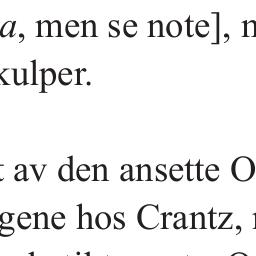 a, men se note], n
kulper.
t av den ansette O
gene hos Crantz,